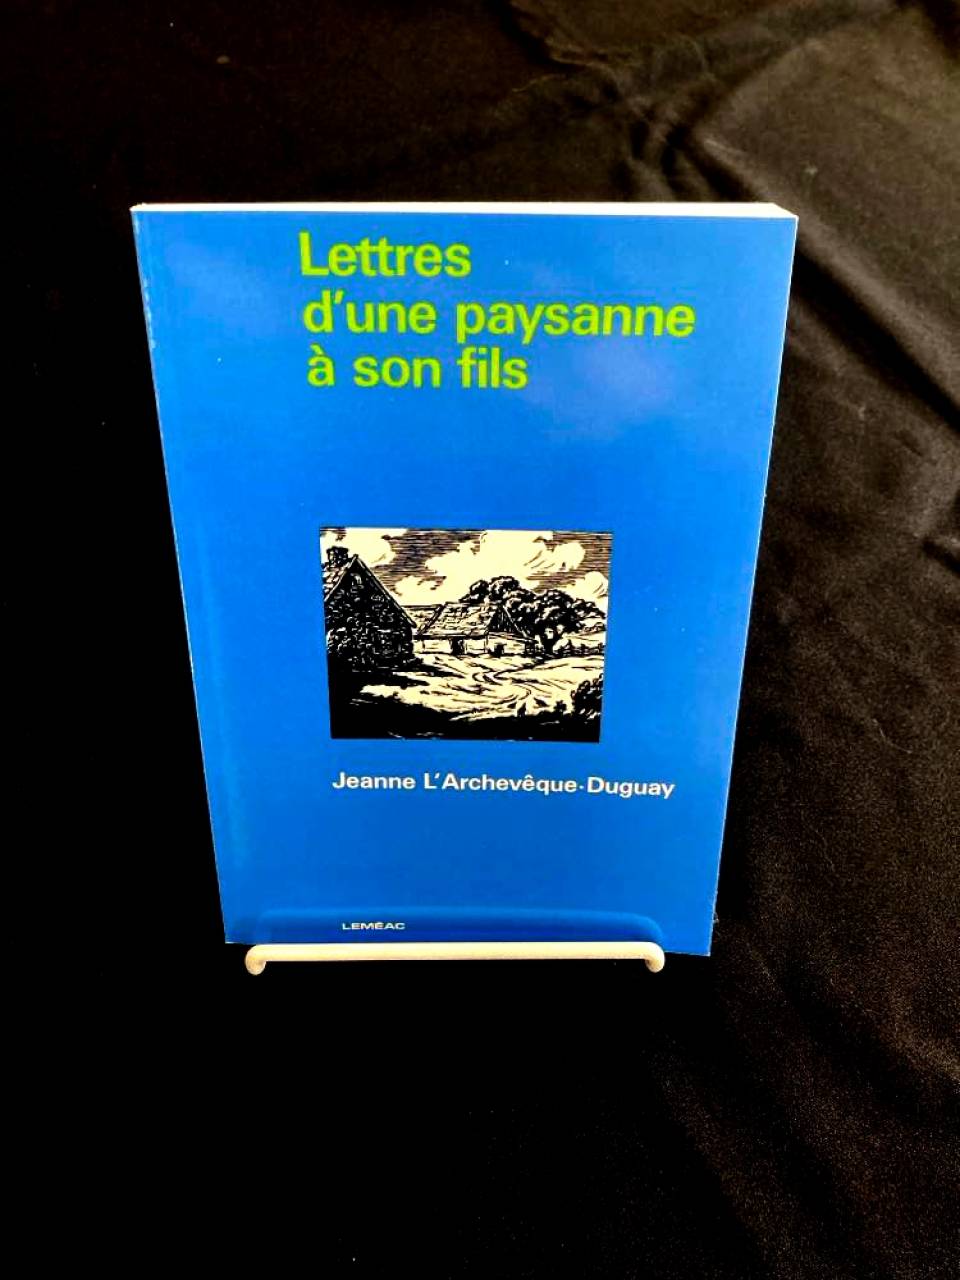 Lettres
d'une paysanne
à son fils
Jeanne L'Archevêque-Duguay
LEMÉAC